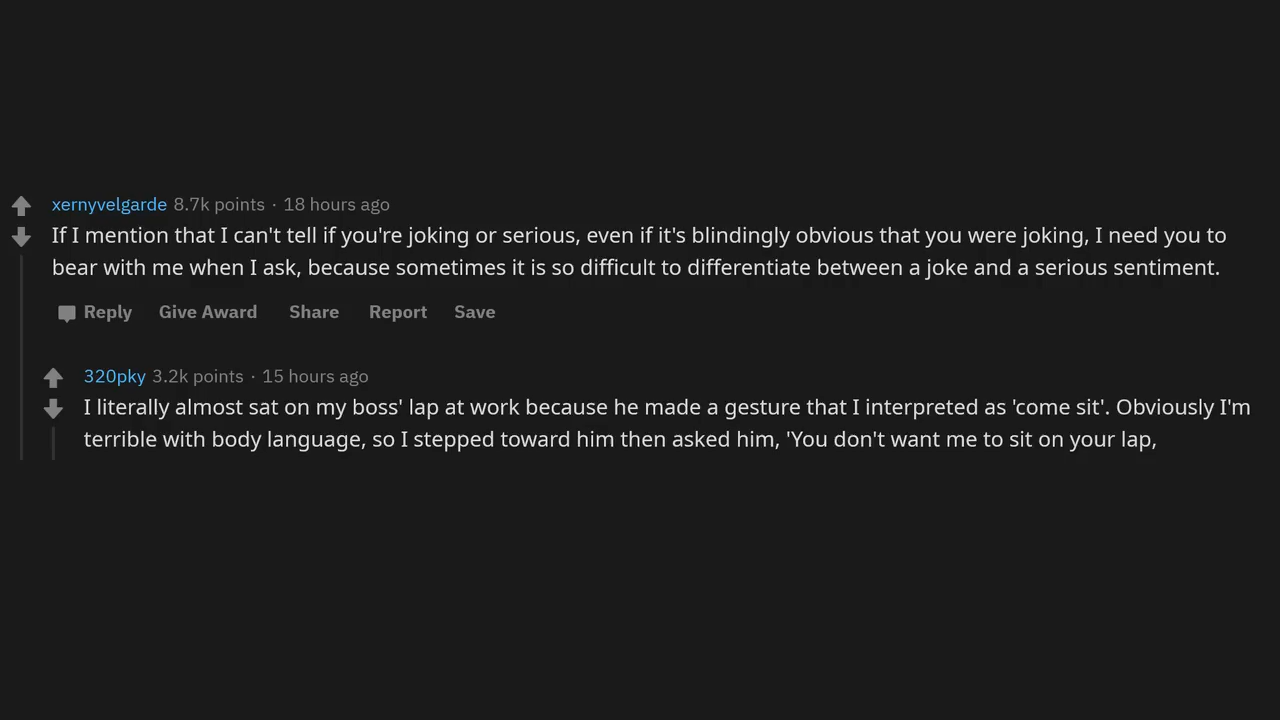 xernyvelgarde 8.7k points · 18 hours ago
If I mention that I can't tell if you're joking or serious, even if it's blindingly obvious that you were joking, I need you to
bear with me when I ask, because sometimes it is so difficult to differentiate between a joke and a serious sentiment.
Reply Give Award Share Report Save
320pky 3.2k points · 15 hours ago
I literally almost sat on my boss' lap at work because he made a gesture that I interpreted as 'come sit'. Obviously I'm
terrible with body language, so I stepped toward him then asked him, 'You don't want me to sit on your lap,